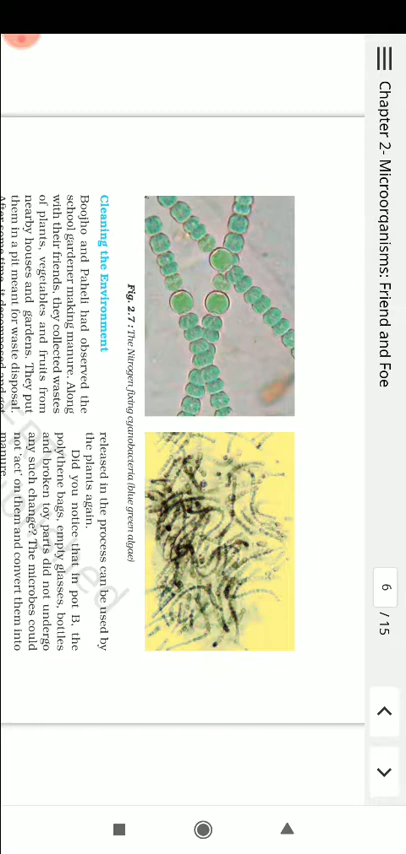 Chapter 2- Microorganisms: Friend and Foe
6 / 15
Fig. 2.7 : The Nitrogen fixing cyanobacteria (blue green algae)
Cleaning the Environment
Boojho and Paheli had observed the
school gardener making manure. Along
with their friends, they collected wastes
of plants, vegetables and fruits from
nearby houses and gardens. They put
them in a pit meant for waste disposal.
released in the process can be used by
the plants again.
Did you notice that in pot B, the
polythene bags, empty glasses, bottles
and broken toy parts did not undergo
any such change? The microbes could
not act on them and convert them into
manure